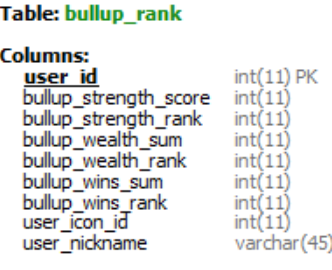 Table: bullup_rank
Columns:
user_id int(11) PK
bullup_strength_score int(11)
bullup_strength_rank int(11)
bullup_wealth_sum int(11)
bullup_wealth_rank int(11)
bullup_wins_sum int(11)
bullup_wins_rank int(11)
user_icon_id int(11)
user_nickname varchar(45)